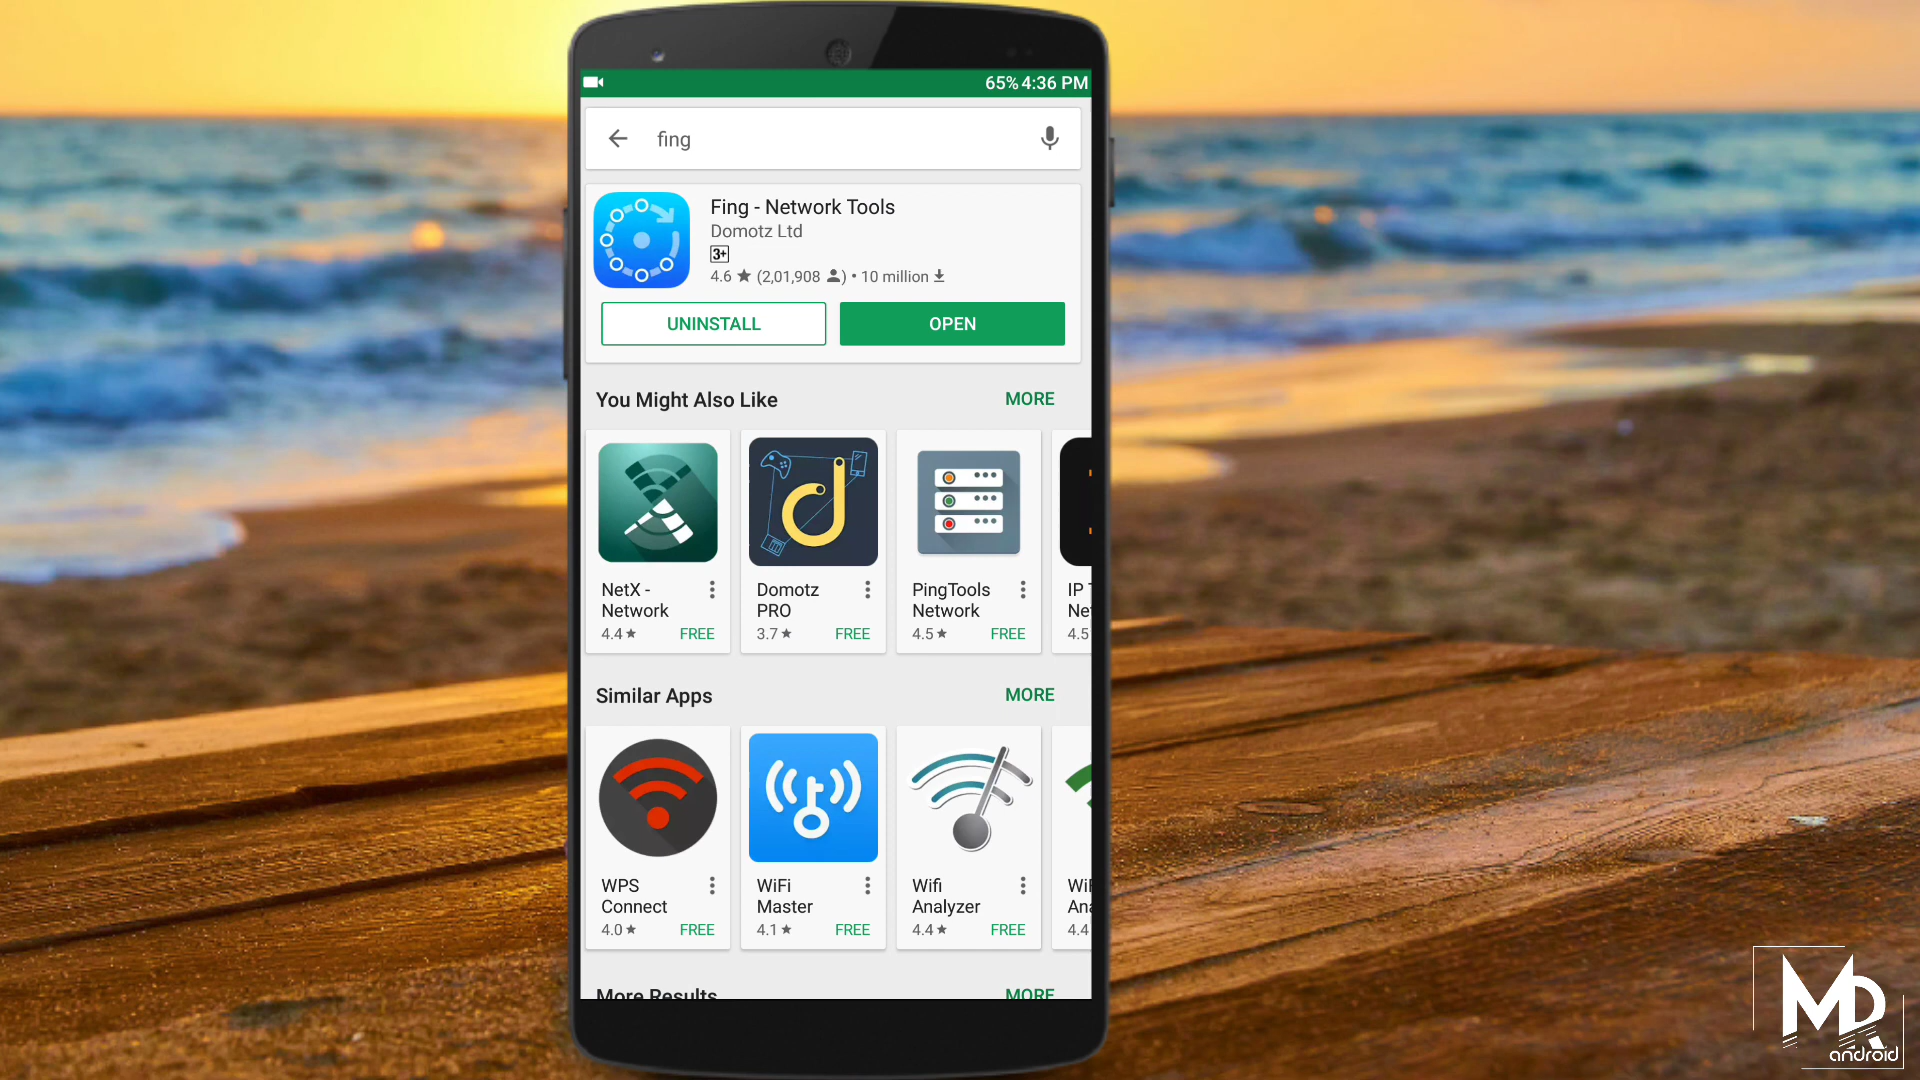 65% 4:36 PM
fing
Fing - Network Tools
Domotz Ltd
3+
4.6 (2,01,908 ) • 10 million
UNINSTALL OPEN
You Might Also Like MORE
NetX -
Network
4.4 FREE
Domotz
PRO
3.7 FREE
PingTools
Network
4.5 FREE
IP
4.5
Similar Apps MORE
WPS
Connect
4.0 FREE
WiFi
Master
4.1 FREE
Wifi
Analyzer
4.4 FREE
4.4
More Results MORE
MR
android